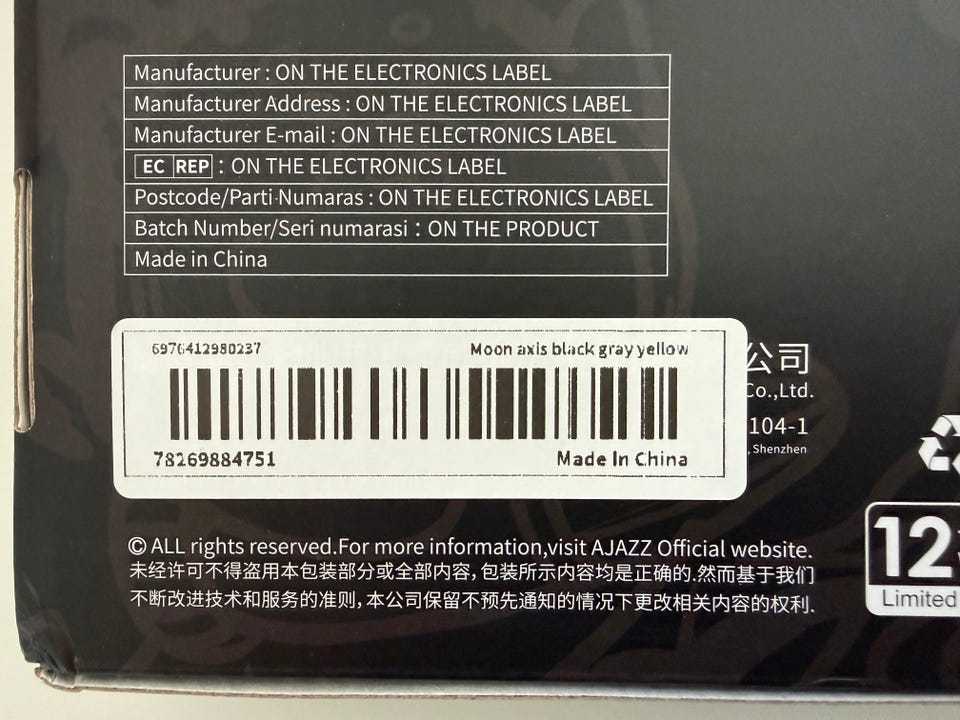 Manufacturer : ON THE ELECTRONICS LABEL
Manufacturer Address : ON THE ELECTRONICS LABEL
Manufacturer E-mail : ON THE ELECTRONICS LABEL
EC REP : ON THE ELECTRONICS LABEL
Postcode/Parti·Numaras : ON THE ELECTRONICS LABEL
Batch Number/Seri numarasi : ON THE PRODUCT
Made in China
6976412980237 Moon axis black gray yellow
78269884751 Made In China
公司
Co.,Ltd.
104-1
, Shenzhen
12
Limited
© ALL rights reserved.For more information,visit AJAZZ Official website.
未经许可不得盗用本包装部分或全部内容,包装所示内容均是正确的.然而基于我们
不断改进技术和服务的准则,本公司保留不预先通知的情况下更改相关内容的权利.